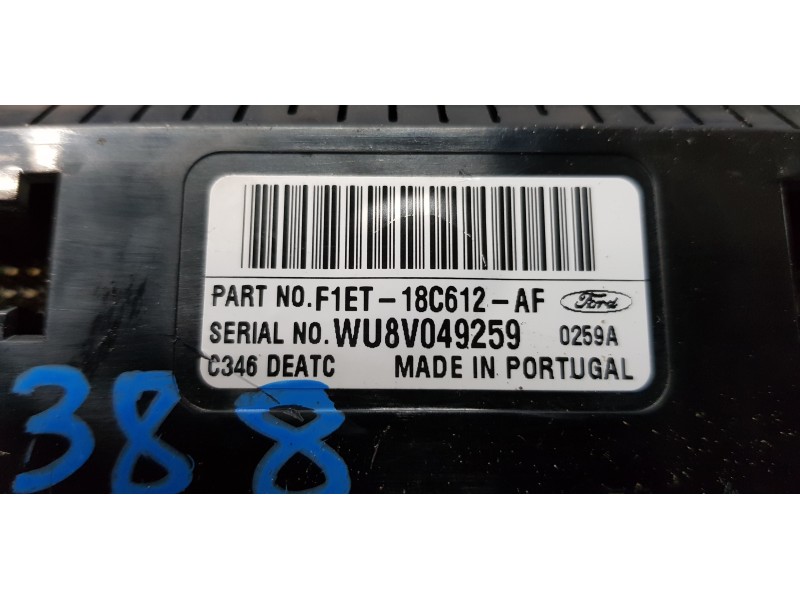 PART NO.F1ET-18C612-AF Ford
SERIAL NO.WU8V049259 0259A
C346 DEATC MADE IN PORTUGAL
388